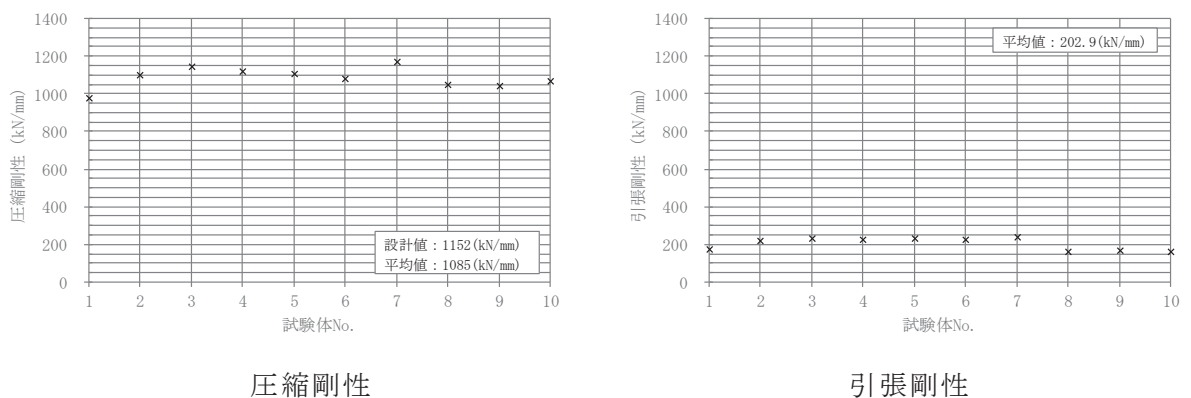 1400
1200
1000
800
600
400
200
0
圧縮剛性 (kN/mm)
設計値：1152(kN/mm)
平均値：1085(kN/mm)
1 2 3 4 5 6 7 8 9 10
試験体No.
圧縮剛性
1400
1200
1000
800
600
400
200
0
引張剛性 (kN/mm)
平均値：202.9(kN/mm)
1 2 3 4 5 6 7 8 9 10
試験体No.
引張剛性